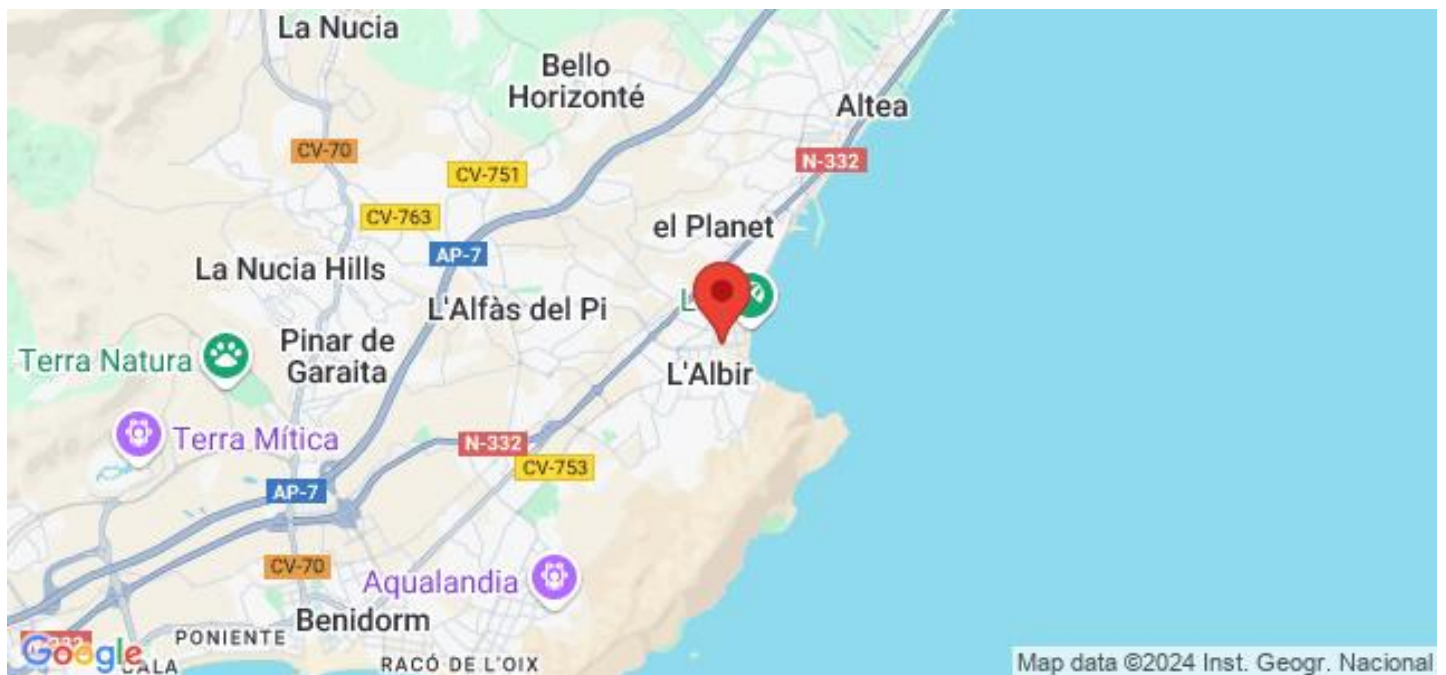 La Nucia
Bello
Horizonté
Altea
CV-70
N-332
CV-751
CV-763
el Planet
AP-7
La Nucia Hills
L'Alfàs del Pi
Terra Natura
Pinar de
Garaita
L'Albir
Terra Mítica
N-332
CV-753
AP-7
CV-70
Aqualandia
Benidorm
PONIENTE
Google
CALA
RACÓ DE L'OIX
Map data ©2024 Inst. Geogr. Nacional